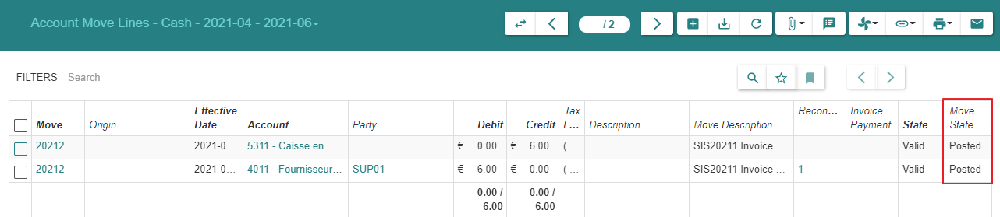 Account Move Lines - Cash - 2021-04 - 2021-06
_ / 2
FILTERS Search
Move Origin Effective Date Account Party Debit Credit Tax L... Description Move Description Recon... Invoice Payment State Move State
20212 2021-0... 5311 - Caisse en ... € 0.00 € 6.00 ( ... SIS20211 Invoice ... Valid Posted
20212 2021-0... 4011 - Fournisseur... SUP01 € 6.00 € 0.00 ( ... SIS20211 Invoice ... 1 Valid Posted
0.00 / 0.00 /
6.00 6.00